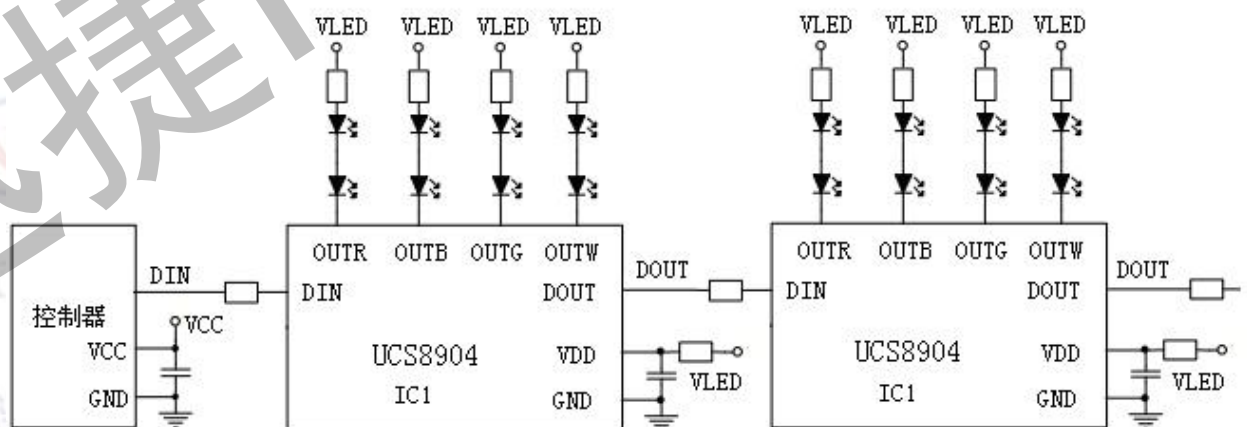 VLED VLED VLED VLED VLED VLED VLED VLED
捷
OUTR OUTB OUTG OUTW OUTR OUTB OUTG OUTW
DIN DIN DOUT DOUT DIN DOUT DOUT
控制器 VCC
VCC UCS8904 VDD UCS8904 VDD
VLED VLED
GND IC1 GND IC1 GND